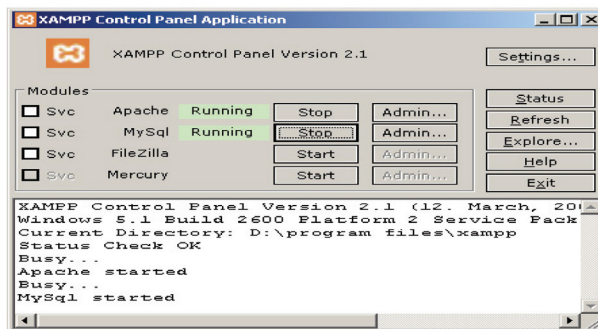 XAMPP Control Panel Application
XAMPP Control Panel Version 2.1
Settings...
Modules
Svc Apache Running Stop Admin...
Svc MySql Running Stop Admin...
Svc FileZilla Start Admin...
Svc Mercury Start Admin...
Status
Refresh
Explore...
Help
Exit
XAMPP Control Panel Version 2.1 (12. March, 20
Windows 5.1 Build 2600 Platform 2 Service Pack
Current Directory: D:\program files\xampp
Status Check OK
Busy...
Apache started
Busy...
MySql started